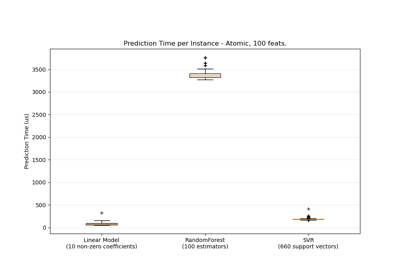 Prediction Time per Instance - Atomic, 100 feats.
Prediction Time (us)
3500
3000
2500
2000
1500
1000
500
0
Linear Model
(10 non-zero coefficients)
RandomForest
(100 estimators)
SVR
(660 support vectors)